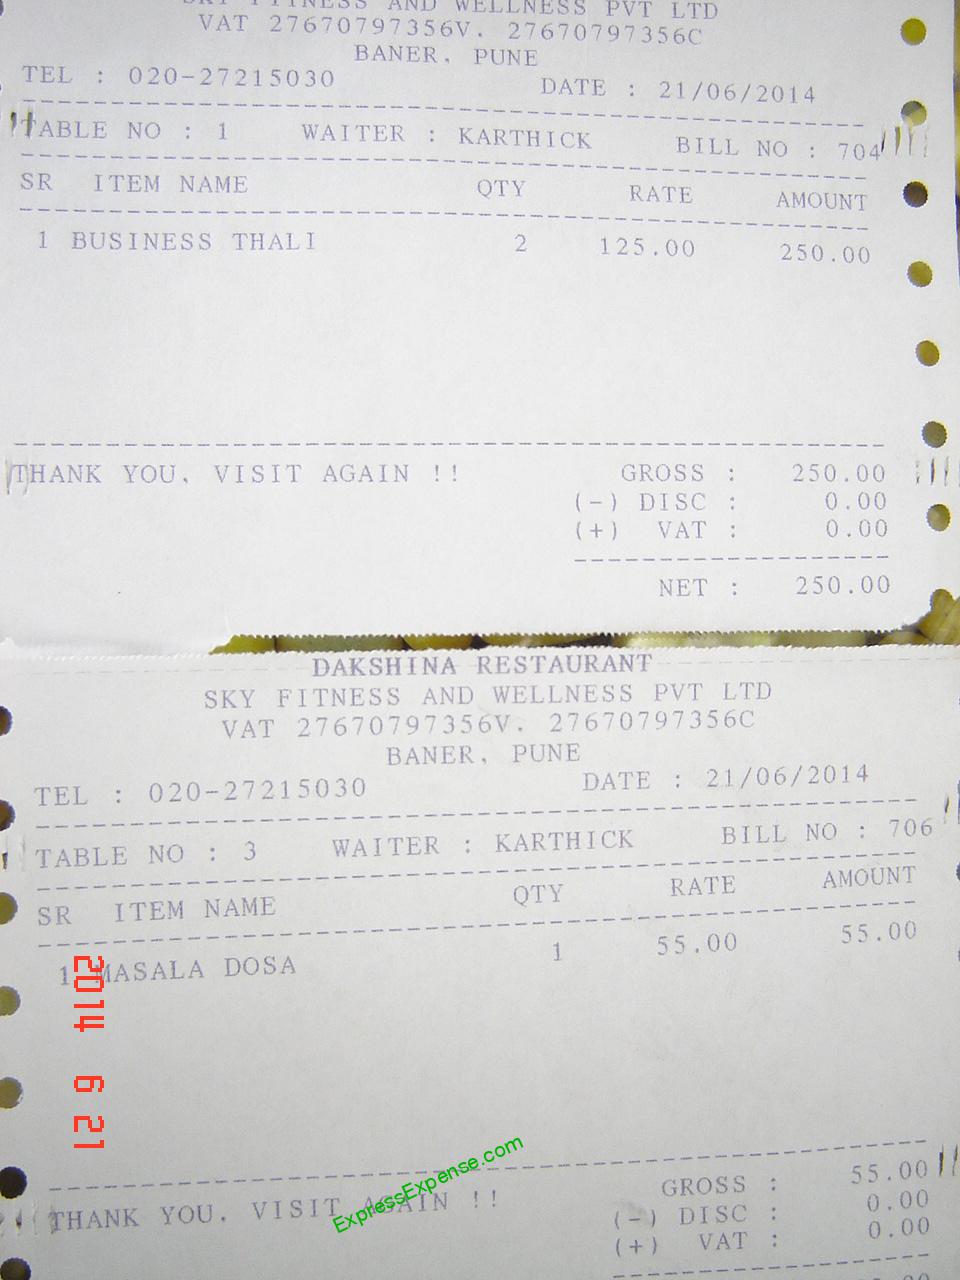 SKY FITNESS AND WELLNESS PVT LTD
VAT 27670797356V. 27670797356C
BANER, PUNE
TEL : 020-27215030 DATE : 21/06/2014
TABLE NO : 1 WAITER : KARTHICK BILL NO : 704
SR ITEM NAME QTY RATE AMOUNT
1 BUSINESS THALI 2 125.00 250.00
THANK YOU, VISIT AGAIN !! GROSS : 250.00
(-) DISC : 0.00
(+) VAT : 0.00
NET : 250.00
DAKSHINA RESTAURANT
SKY FITNESS AND WELLNESS PVT LTD
VAT 27670797356V. 27670797356C
BANER, PUNE
TEL : 020-27215030 DATE : 21/06/2014
TABLE NO : 3 WAITER : KARTHICK BILL NO : 706
SR ITEM NAME QTY RATE AMOUNT
1 MASALA DOSA 1 55.00 55.00
2014 6 21
THANK YOU, VISIT AGAIN !! GROSS : 55.00
(-) DISC : 0.00
(+) VAT : 0.00
ExpressExpense.com